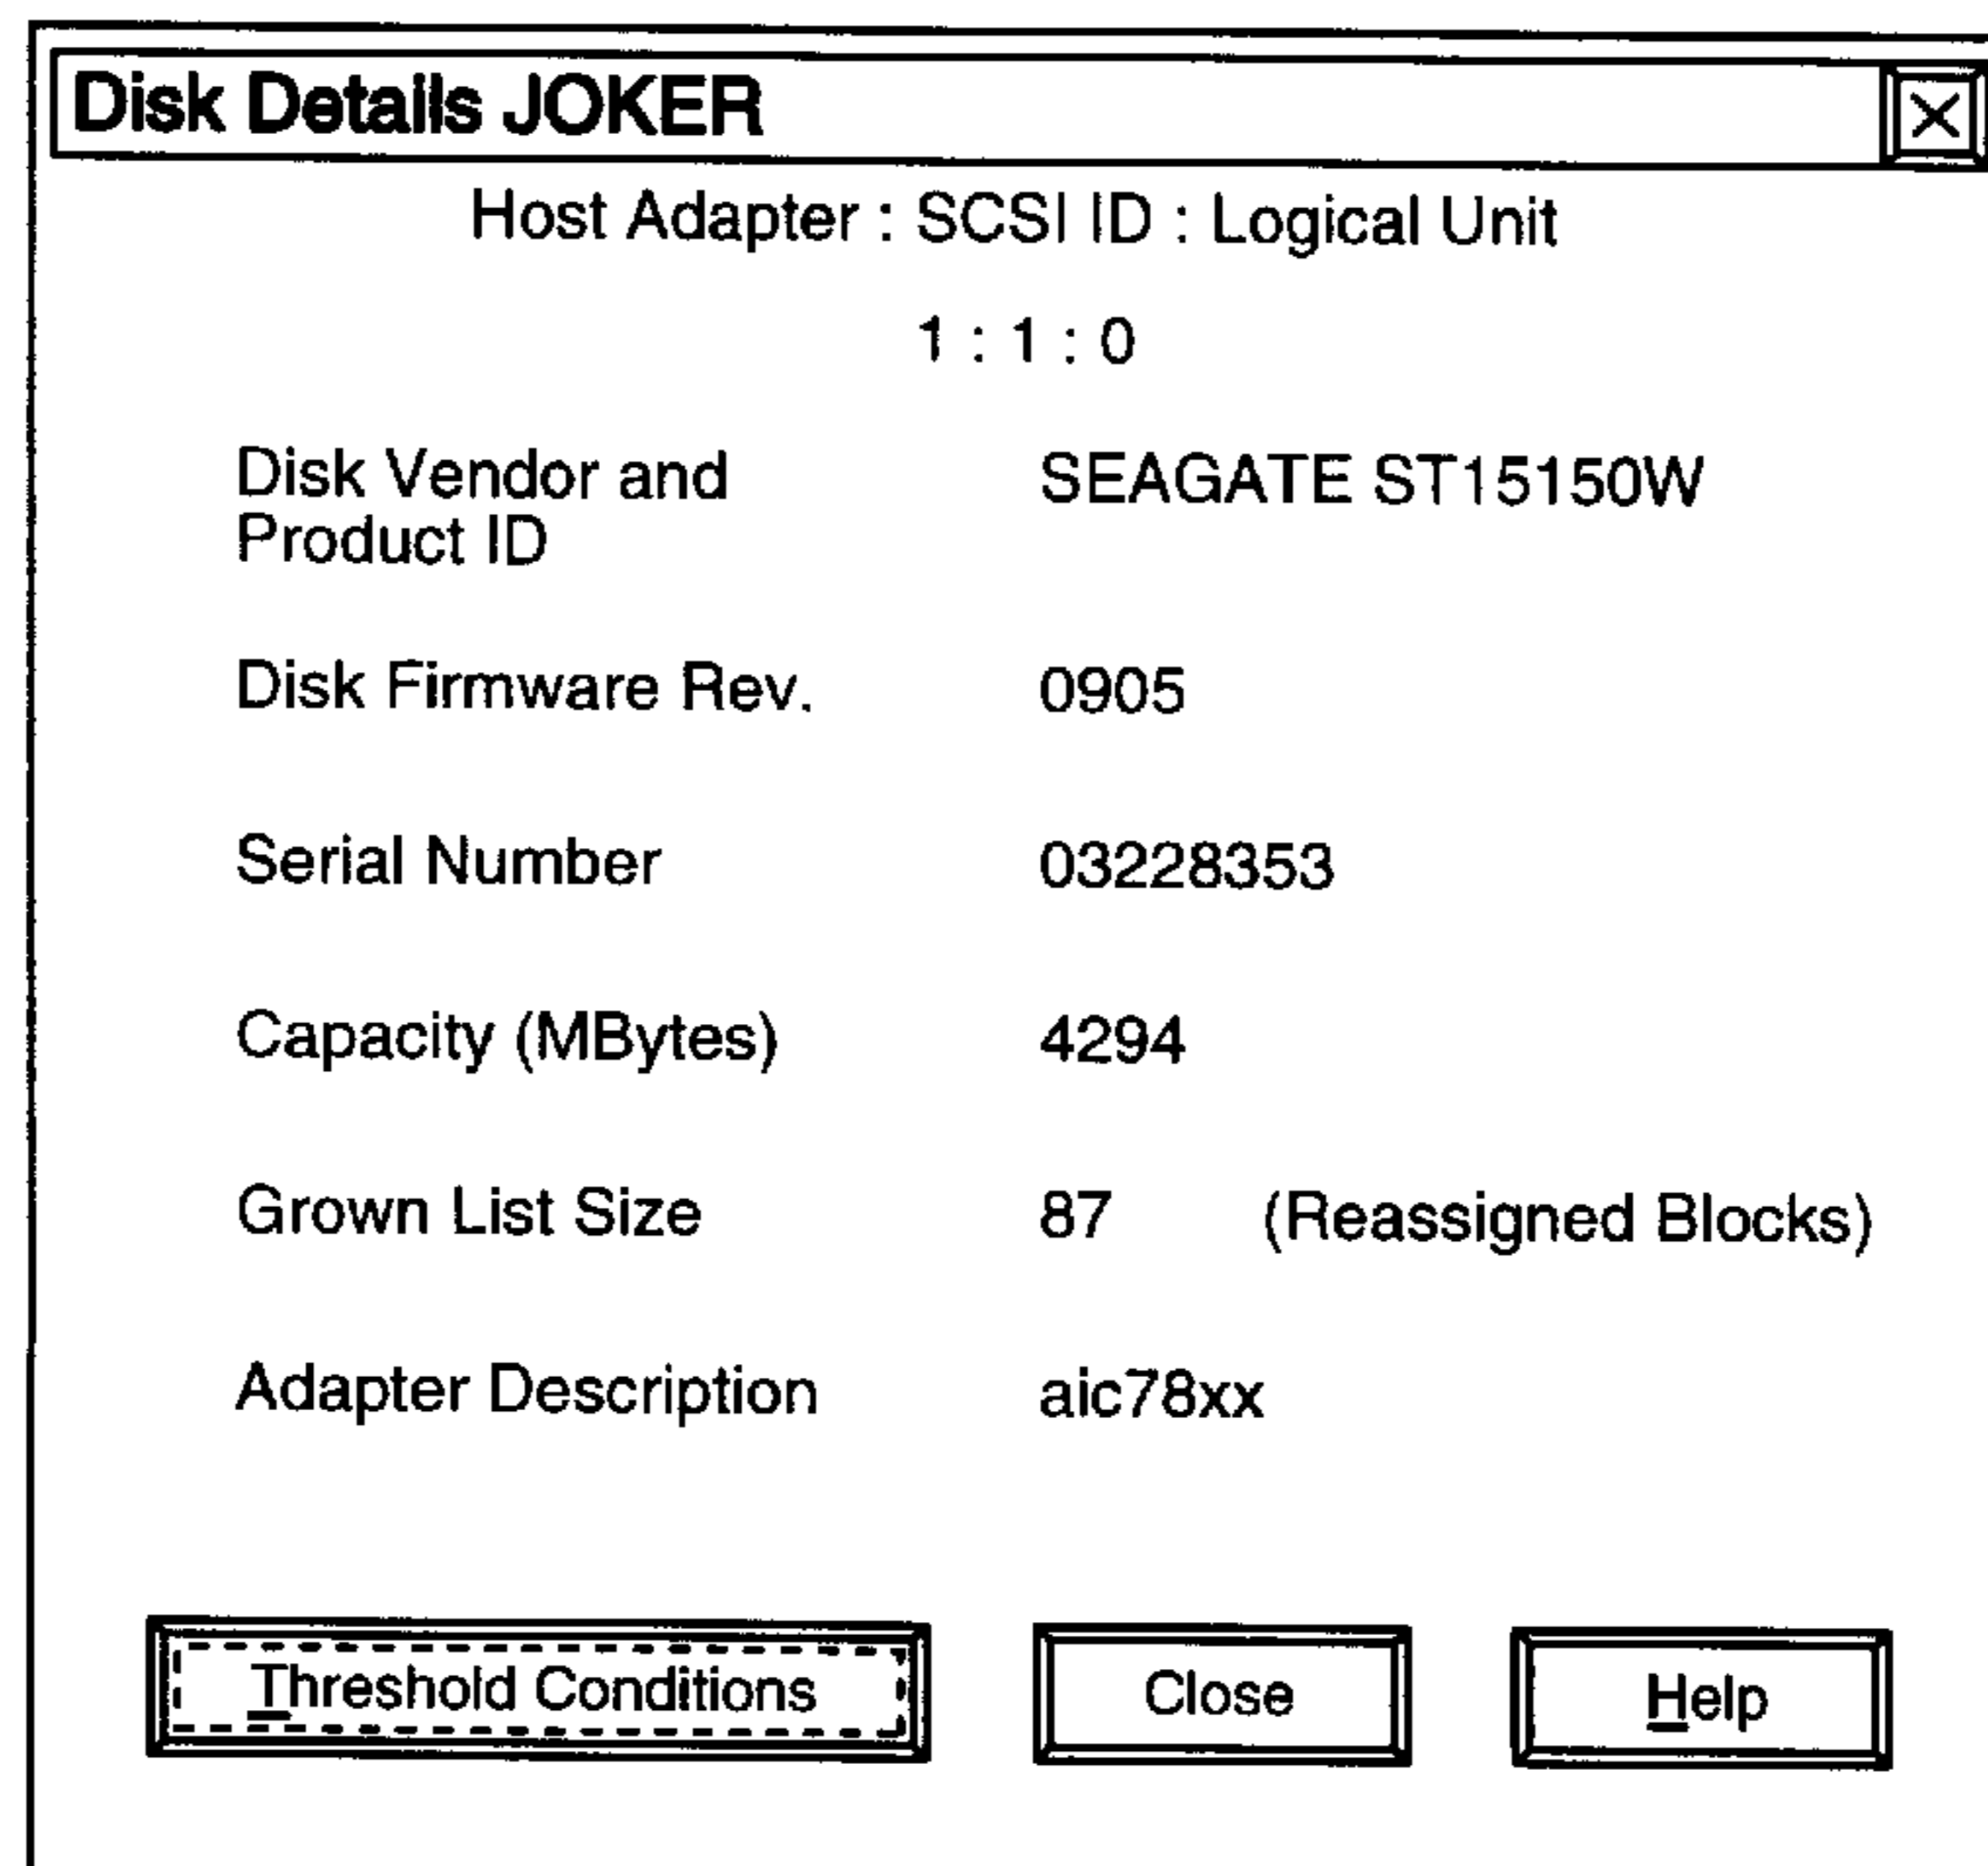 Disk Details JOKER
Host Adapter : SCSI ID : Logical Unit
1 : 1 : 0
Disk Vendor and SEAGATE ST15150W
Product ID
Disk Firmware Rev. 0905
Serial Number 03228353
Capacity (MBytes) 4294
Grown List Size 87 (Reassigned Blocks)
Adapter Description aic78xx
Threshold Conditions Close Help